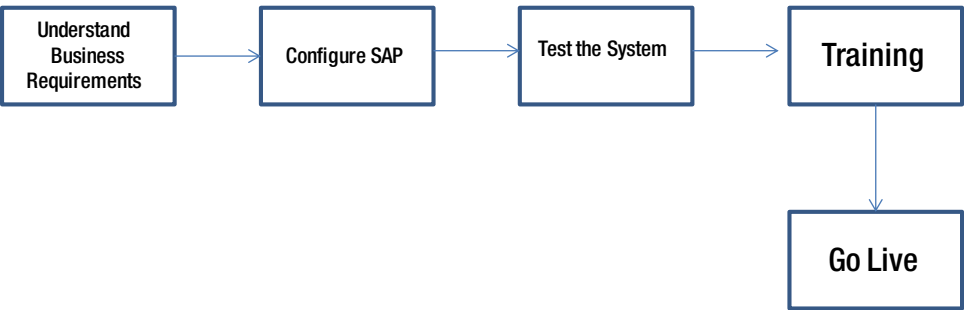 Understand
Business
Requirements
Configure SAP
Test the System
Training
Go Live